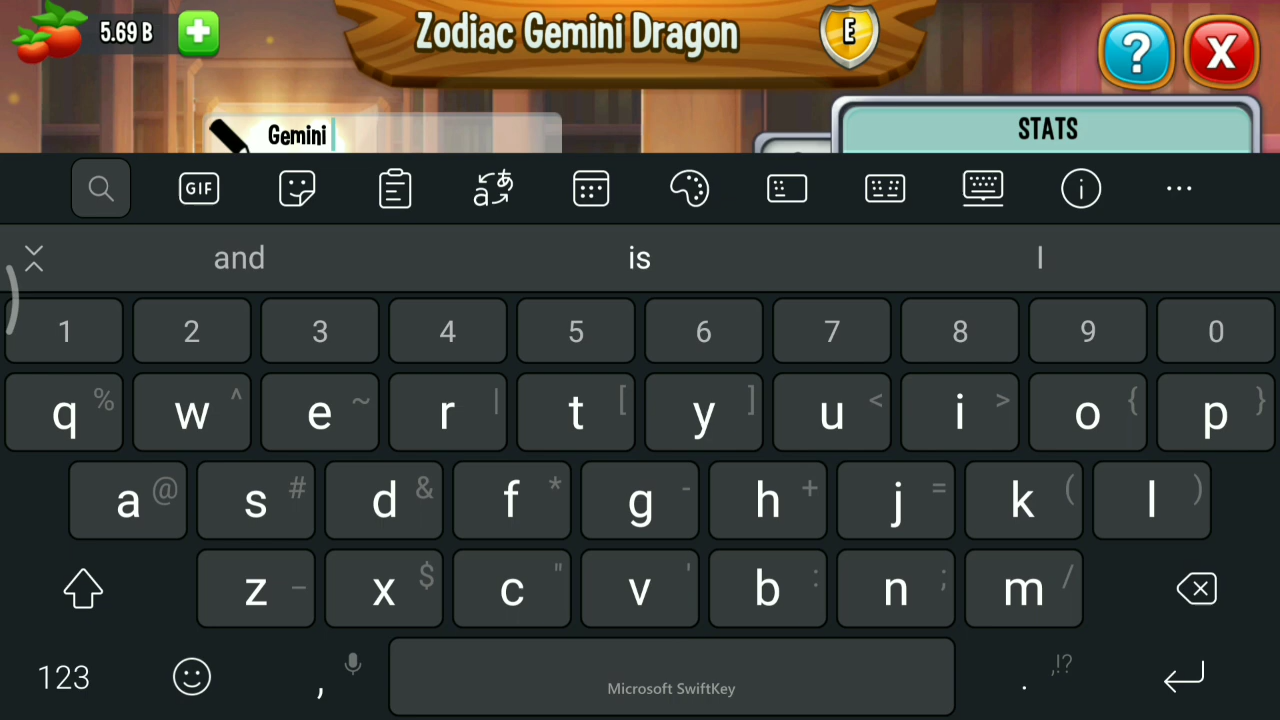 5.69 B
Zodiac Gemini Dragon
E
?
X
Gemini
STATS
GIF
and is I
1 2 3 4 5 6 7 8 9 0
q % w ^ e ~ r | t [ y ] u < i > o { p }
a @ s # d & f * g - h + j = k ( l )
z _ x $ c " v ' b : n ; m /
123 , Microsoft SwiftKey . ,!?